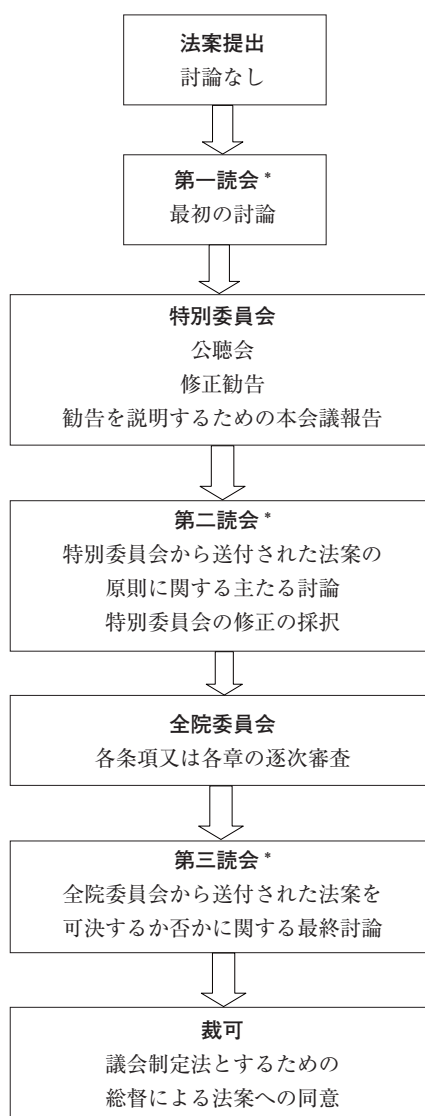 法案提出
討論なし
第一読会*
最初の討論
特別委員会
公聴会
修正勧告
勧告を説明するための本会議報告
第二読会*
特別委員会から送付された法案の
原則に関する主たる討論
特別委員会の修正の採択
全院委員会
各条項又は各章の逐次審査
第三読会*
全院委員会から送付された法案を
可決するか否かに関する最終討論
裁可
議会制定法とするための
総督による法案への同意